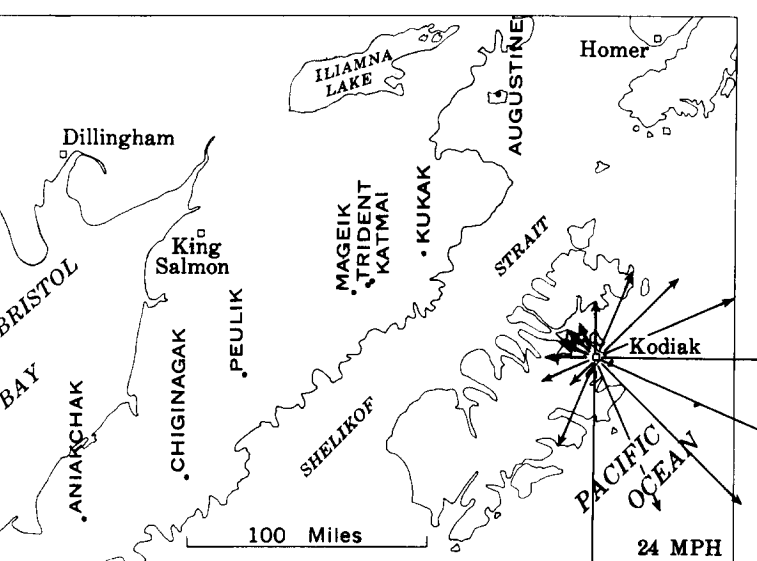 Homer
AUGUSTINE
ILIAMNA
LAKE
Dillingham
KUKAK
MAGEIK
TRIDENT
KATMAI
STRAIT
King
Salmon
BRISTOL
BAY
PEULIK
Kodiak
CHIGINAGAK
ANIAKCHAK
SHELIKOF
PACIFIC
OCEAN
100 Miles
24 MPH